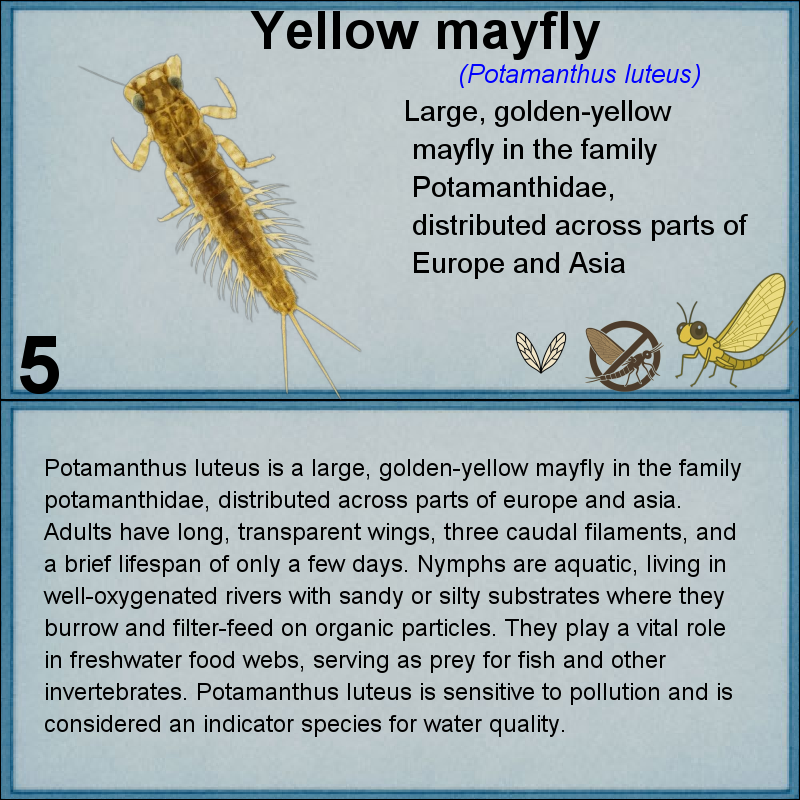 Yellow mayfly
(Potamanthus luteus)
Large, golden-yellow
mayfly in the family
Potamanthidae,
distributed across parts of
Europe and Asia
5
Potamanthus luteus is a large, golden-yellow mayfly in the family
potamanthidae, distributed across parts of europe and asia.
Adults have long, transparent wings, three caudal filaments, and
a brief lifespan of only a few days. Nymphs are aquatic, living in
well-oxygenated rivers with sandy or silty substrates where they
burrow and filter-feed on organic particles. They play a vital role
in freshwater food webs, serving as prey for fish and other
invertebrates. Potamanthus luteus is sensitive to pollution and is
considered an indicator species for water quality.